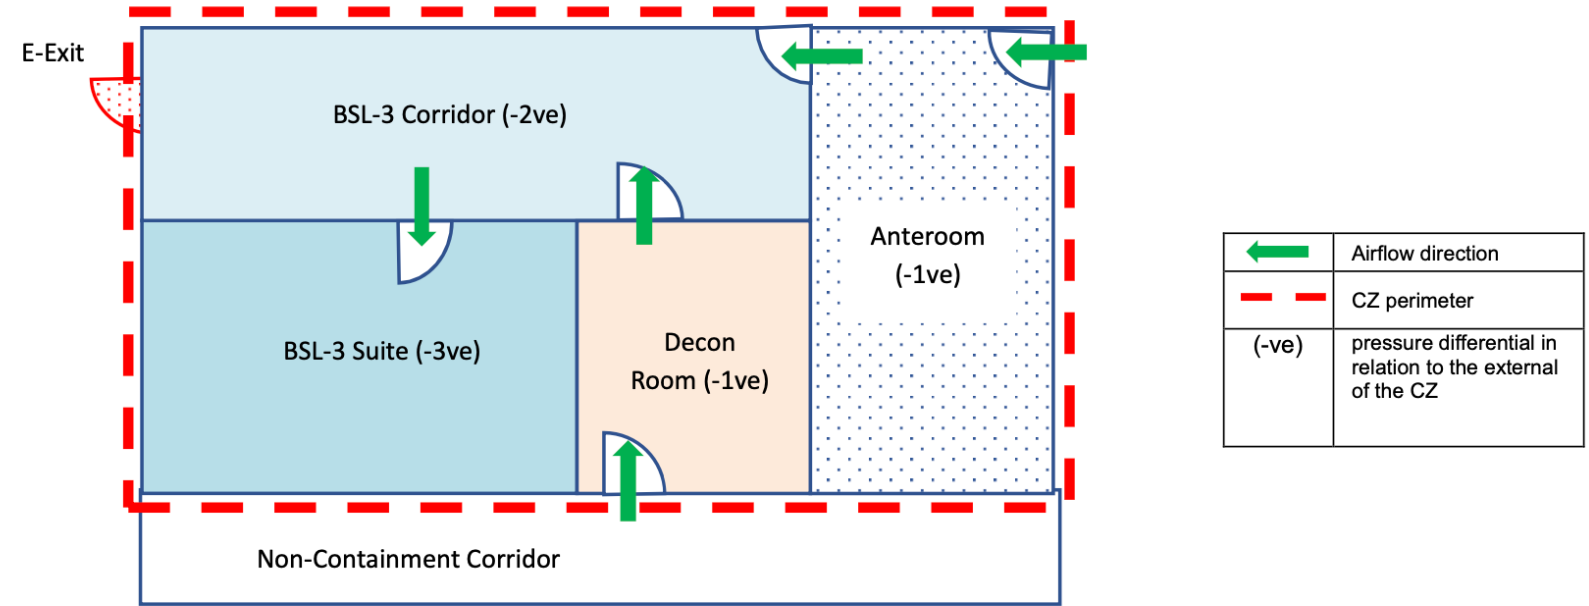 E-Exit
BSL-3 Corridor (-2ve)
Anteroom
(-1ve)
BSL-3 Suite (-3ve)
Decon
Room (-1ve)
Non-Containment Corridor
Airflow direction
CZ perimeter
(-ve)
pressure differential in
relation to the external
of the CZ